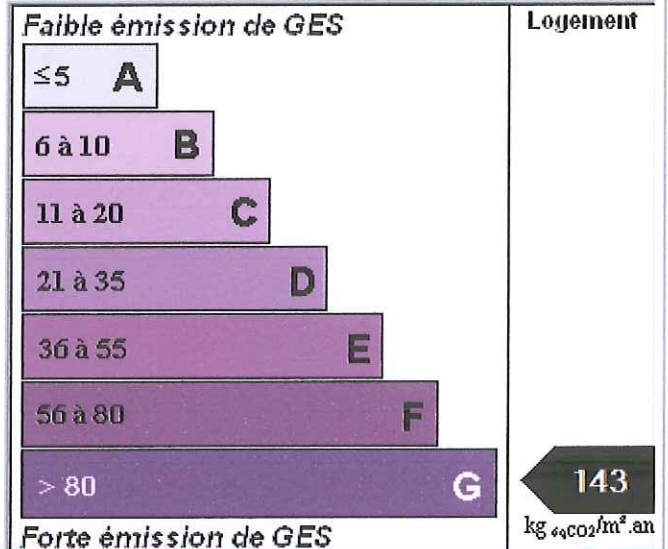 Faible émission de GES
Logement
≤5 A
6 à 10 B
11 à 20 C
21 à 35 D
36 à 55 E
56 à 80 F
> 80 G
143
kg éqCO2/m².an
Forte émission de GES